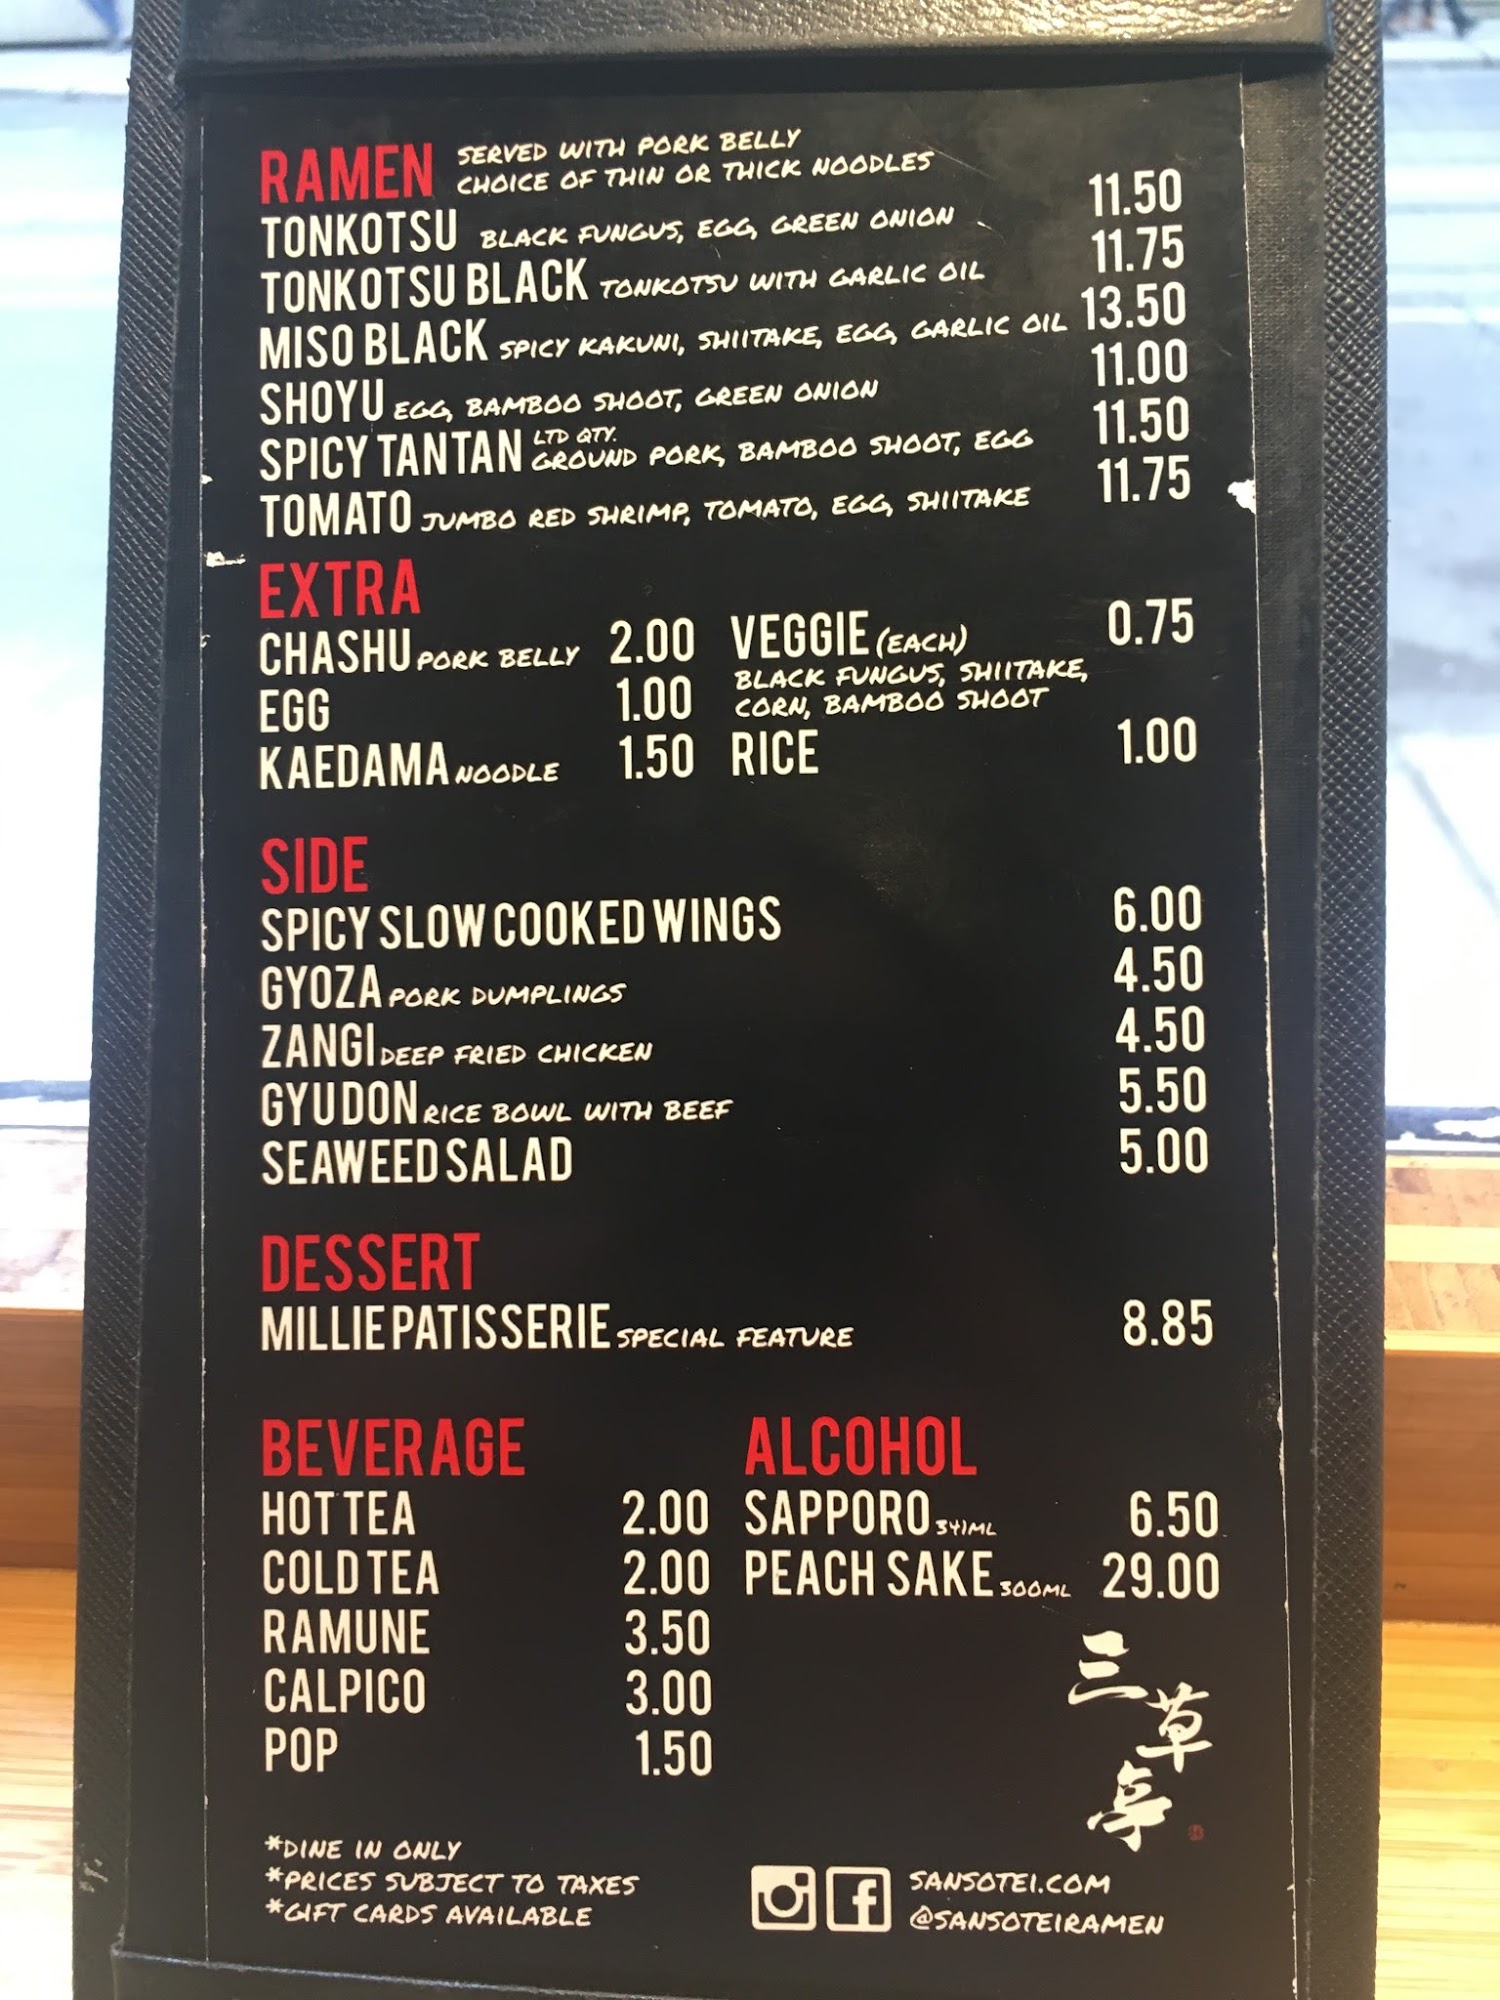 RAMEN SERVED WITH PORK BELLY
CHOICE OF THIN OR THICK NOODLES
TONKOTSU BLACK FUNGUS, EGG, GREEN ONION 11.50
TONKOTSU BLACK TONKOTSU WITH GARLIC OIL 11.75
MISO BLACK SPICY KAKUNI, SHIITAKE, EGG, GARLIC OIL 13.50
SHOYU EGG, BAMBOO SHOOT, GREEN ONION 11.00
SPICY TANTAN LTD QTY. GROUND PORK, BAMBOO SHOOT, EGG 11.50
TOMATO JUMBO RED SHRIMP, TOMATO, EGG, SHIITAKE 11.75
EXTRA
CHASHU PORK BELLY 2.00
EGG 1.00
KAEDAMA NOODLE 1.50
VEGGIE (EACH) 0.75
BLACK FUNGUS, SHIITAKE,
CORN, BAMBOO SHOOT
RICE 1.00
SIDE
SPICY SLOW COOKED WINGS 6.00
GYOZA PORK DUMPLINGS 4.50
ZANGI DEEP FRIED CHICKEN 4.50
GYUDON RICE BOWL WITH BEEF 5.50
SEAWEED SALAD 5.00
DESSERT
MILLIE PATISSERIE SPECIAL FEATURE 8.85
BEVERAGE
HOT TEA 2.00
COLD TEA 2.00
RAMUNE 3.50
CALPICO 3.00
POP 1.50
ALCOHOL
SAPPORO 341ML 6.50
PEACH SAKE 300ML 29.00
三草亭
*DINE IN ONLY
*PRICES SUBJECT TO TAXES
*GIFT CARDS AVAILABLE
SANSOTEI.COM
@SANSOTEIRAMEN